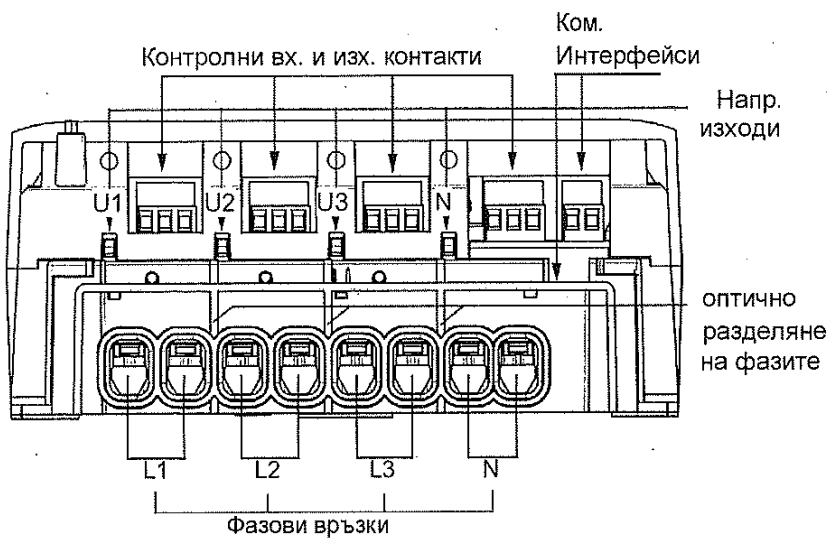 Ком.
Интерфейси
Контролни вх. и изх. контакти
Напр.
изходи
U1 U2 U3 N
оптично
разделяне
на фазите
L1 L2 L3 N
Фазови връзки